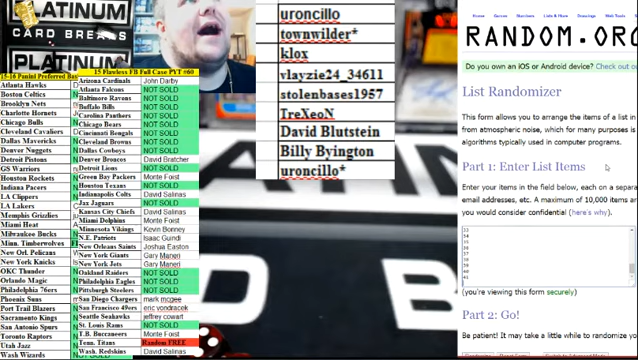 PLATINUM
CARD BREAKS
PLATINUM
15-16 Panini Preferred Bas
Atlanta Hawks
Boston Celtics
Brooklyn Nets
Charlotte Hornets
Chicago Bulls
Cleveland Cavaliers
Dallas Mavericks
Denver Nuggets
Detroit Pistons
GS Warriors
Houston Rockets
Indiana Pacers
LA Clippers
LA Lakers
Memphis Grizzlies
Miami Heat
Milwaukee Bucks
Minn. Timberwolves
New Orl. Pelicans
New York Knicks
OKC Thunder
Orlando Magic
Philadelphia 76ers
Phoenix Suns
Port Trail Blazers
Sacramento Kings
San Antonio Spurs
Toronto Raptors
Utah Jazz
Wash Wizards
15 Flawless FB Full Case PYT #60
Arizona Cardinals John Darby
Atlanta Falcons NOT SOLD
Baltimore Ravens NOT SOLD
Buffalo Bills NOT SOLD
Carolina Panthers NOT SOLD
Chicago Bears NOT SOLD
Cincinnati Bengals NOT SOLD
Cleveland Browns NOT SOLD
Dallas Cowboys NOT SOLD
Denver Broncos David Bratcher
Detroit Lions NOT SOLD
Green Bay Packers Monte Foist
Houston Texans NOT SOLD
Indianapolis Colts David Salinas
Jax Jaguars NOT SOLD
Kansas City Chiefs David Salinas
Miami Dolphins Monte Foist
Minnesota Vikings Kevin Bonney
N.E. Patriots Isaac Gundi
New Orleans Saints Joshua Easton
New York Giants Gary Maneri
New York Jets Gary Maneri
Oakland Raiders NOT SOLD
Philadelphia Eagles NOT SOLD
Pittsburgh Steelers NOT SOLD
San Diego Chargers mark mcgee
San Francisco 49ers eric vondracek
Seattle Seahawks jeffrey cowart
St. Louis Rams NOT SOLD
T.B. Buccaneers Monte Foist
Tenn. Titans Random FREE
Wash. Redskins David Salinas
uroncillo
townwilder*
klox
vlayzie24_34611
stolenbases1957
TreXeoN
David Blutstein
Billy Byington
uroncillo*
Home Games Numbers Lists & More Drawings Web Tools
RANDOM.ORG
Do you own an iOS or Android device? Check out o
List Randomizer
This form allows you to arrange the items of a list in
from atmospheric noise, which for many purposes is
algorithms typically used in computer programs.
Part 1: Enter List Items
Enter your items in the field below, each on a separa
email addresses, etc. A maximum of 10,000 items ar
you would consider confidential (here's why).
(you're viewing this form securely)
Part 2: Go!
Be patient! It may take a little while to randomize yo